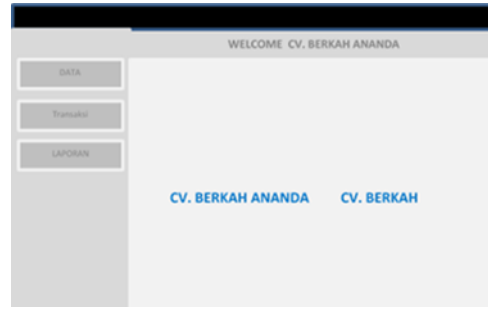 WELCOME CV. BERKAH ANANDA
DATA
Transaksi
LAPORAN
CV. BERKAH ANANDA CV. BERKAH